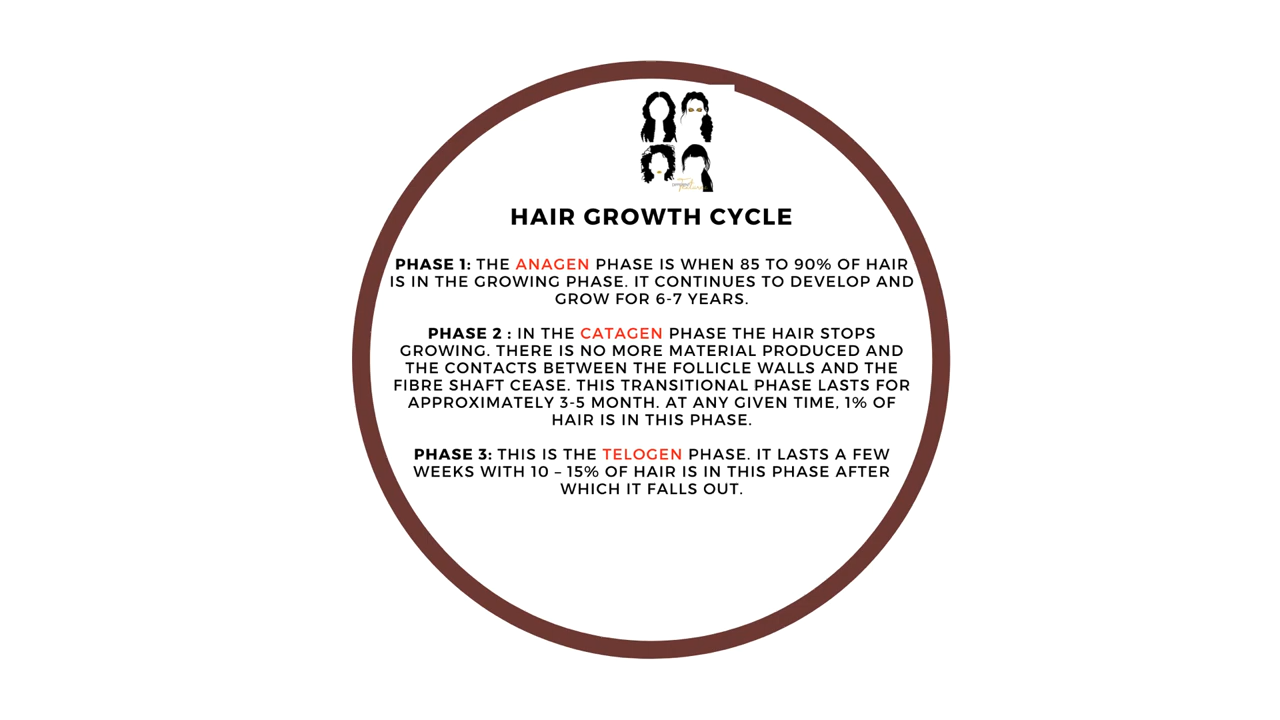 HAIR GROWTH CYCLE
PHASE 1: THE ANAGEN PHASE IS WHEN 85 TO 90% OF HAIR
IS IN THE GROWING PHASE. IT CONTINUES TO DEVELOP AND
GROW FOR 6-7 YEARS.
PHASE 2 : IN THE CATAGEN PHASE THE HAIR STOPS
GROWING. THERE IS NO MORE MATERIAL PRODUCED AND
THE CONTACTS BETWEEN THE FOLLICLE WALLS AND THE
FIBRE SHAFT CEASE. THIS TRANSITIONAL PHASE LASTS FOR
APPROXIMATELY 3-5 MONTH. AT ANY GIVEN TIME, 1% OF
HAIR IS IN THIS PHASE.
PHASE 3: THIS IS THE TELOGEN PHASE. IT LASTS A FEW
WEEKS WITH 10 – 15% OF HAIR IS IN THIS PHASE AFTER
WHICH IT FALLS OUT.